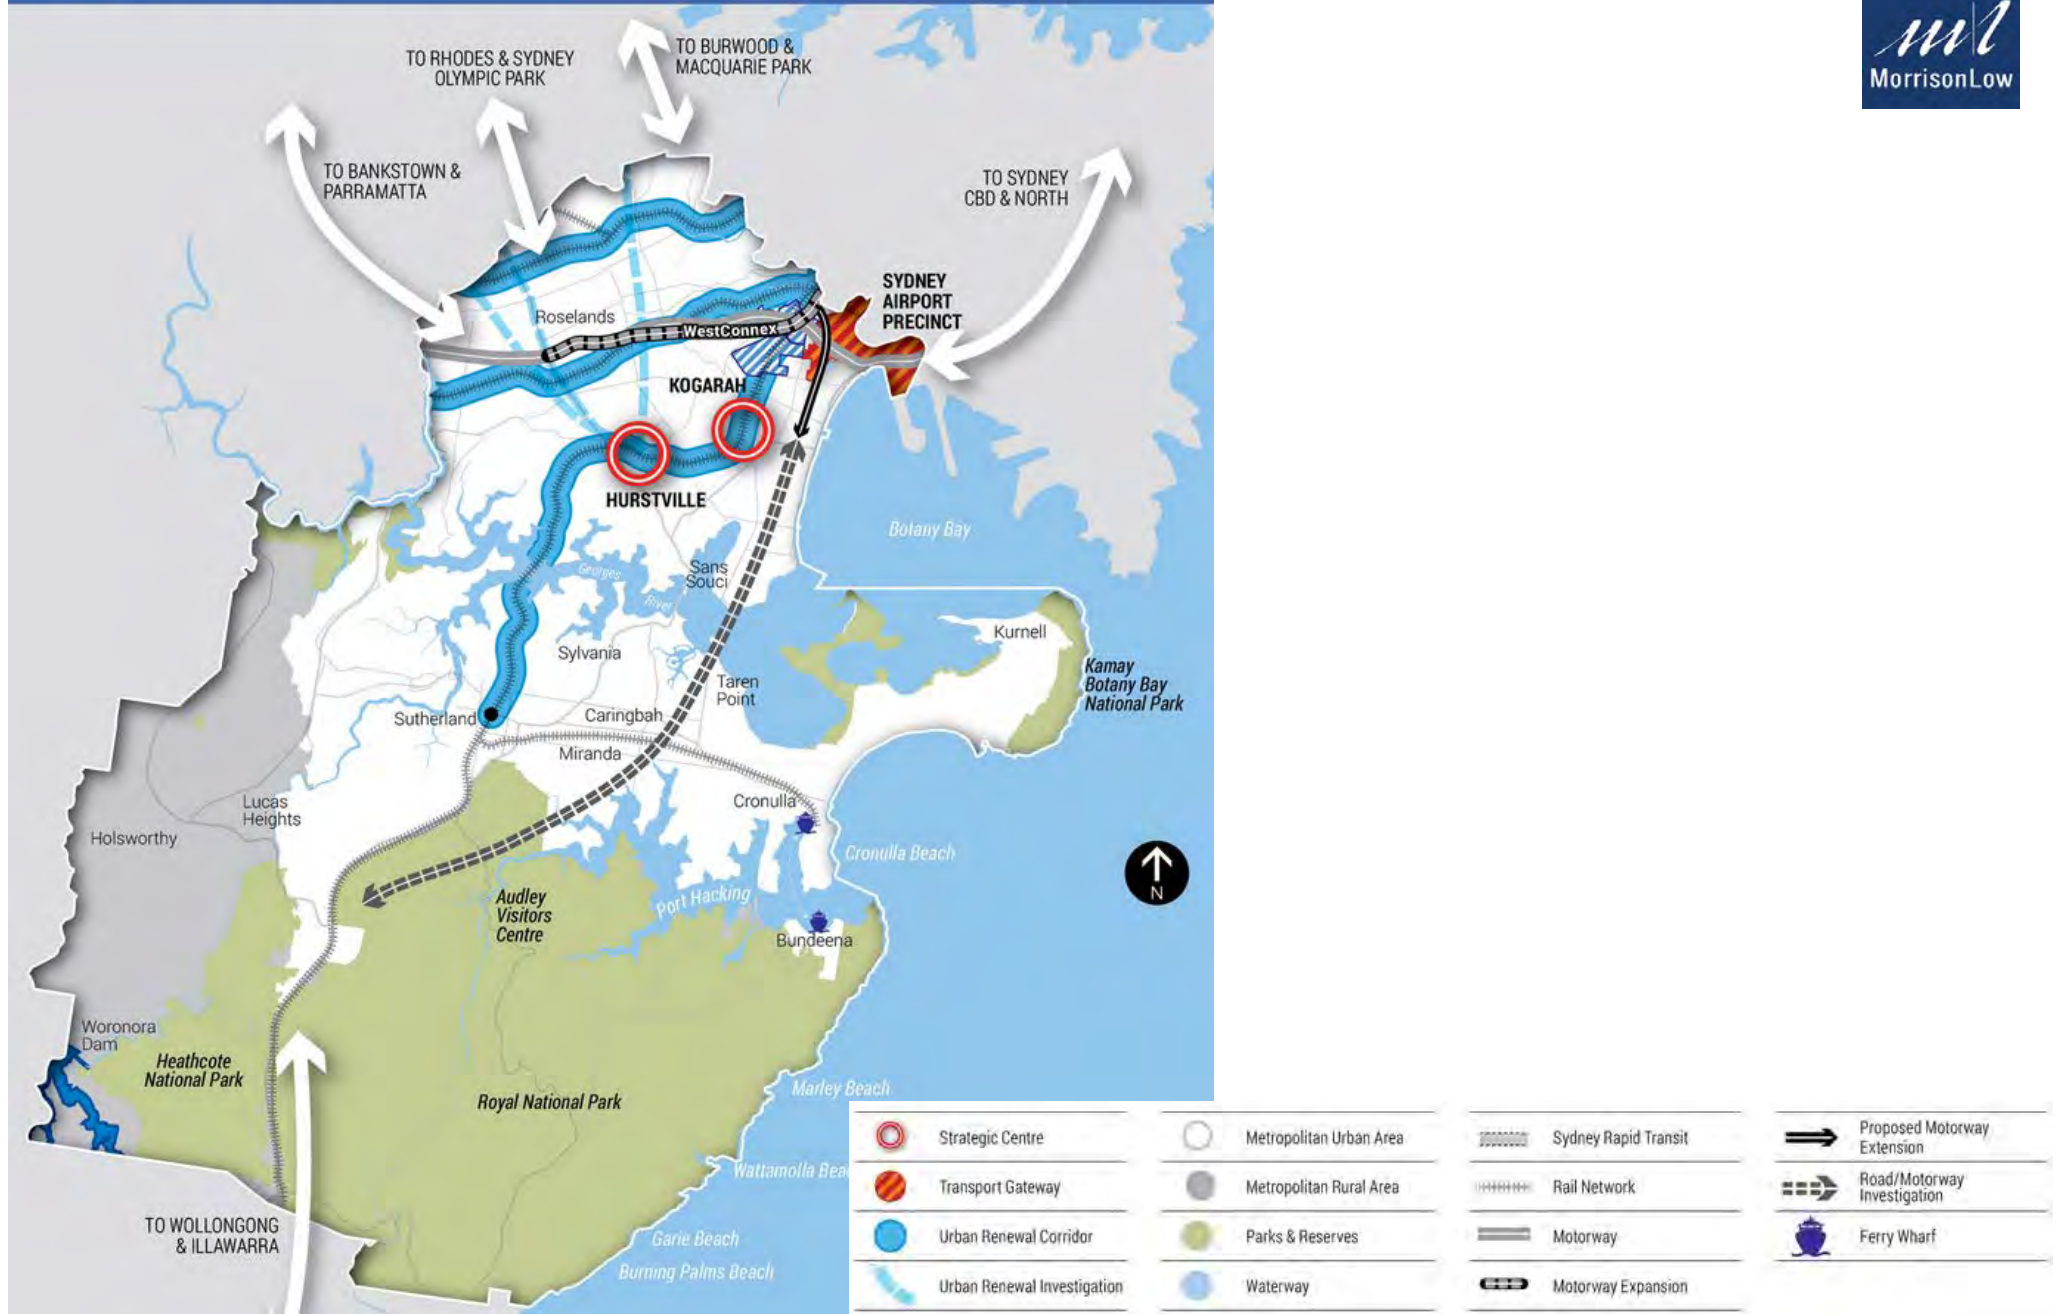 TO BURWOOD &
MACQUARIE PARK
TO RHODES & SYDNEY
OLYMPIC PARK
TO BANKSTOWN &
PARRAMATTA
TO SYDNEY
CBD & NORTH
m|l
MorrisonLow
SYDNEY
AIRPORT
PRECINCT
Roselands
WestConnex
KOGARAH
HURSTVILLE
Botany Bay
Georges
River
Sans
Souci
Kurnell
Sylvania
Kamay
Botany Bay
National Park
Taren
Point
Sutherland
Caringbah
Miranda
Lucas
Heights
Cronulla
Holsworthy
Cronulla Beach
N
Audley
Visitors
Centre
Port Hacking
Bundeena
Woronora
Dam
Heathcote
National Park
Royal National Park
Marley Beach
Wattamolla Bea
TO WOLLONGONG
& ILLAWARRA
Garie Beach
Burning Palms Beach
Strategic Centre
Transport Gateway
Urban Renewal Corridor
Urban Renewal Investigation
Metropolitan Urban Area
Metropolitan Rural Area
Parks & Reserves
Waterway
Sydney Rapid Transit
Rail Network
Motorway
Motorway Expansion
Proposed Motorway
Extension
Road/Motorway
Investigation
Ferry Wharf